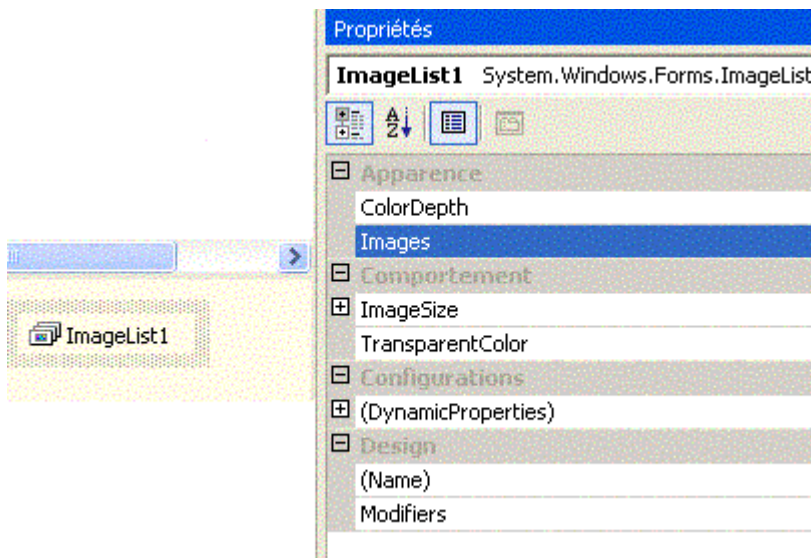 Propriétés
ImageList1 System.Windows.Forms.ImageList
Apparence
ColorDepth
Images
Comportement
ImageSize
ImageList1
TransparentColor
Configurations
(DynamicProperties)
Design
(Name)
Modifiers